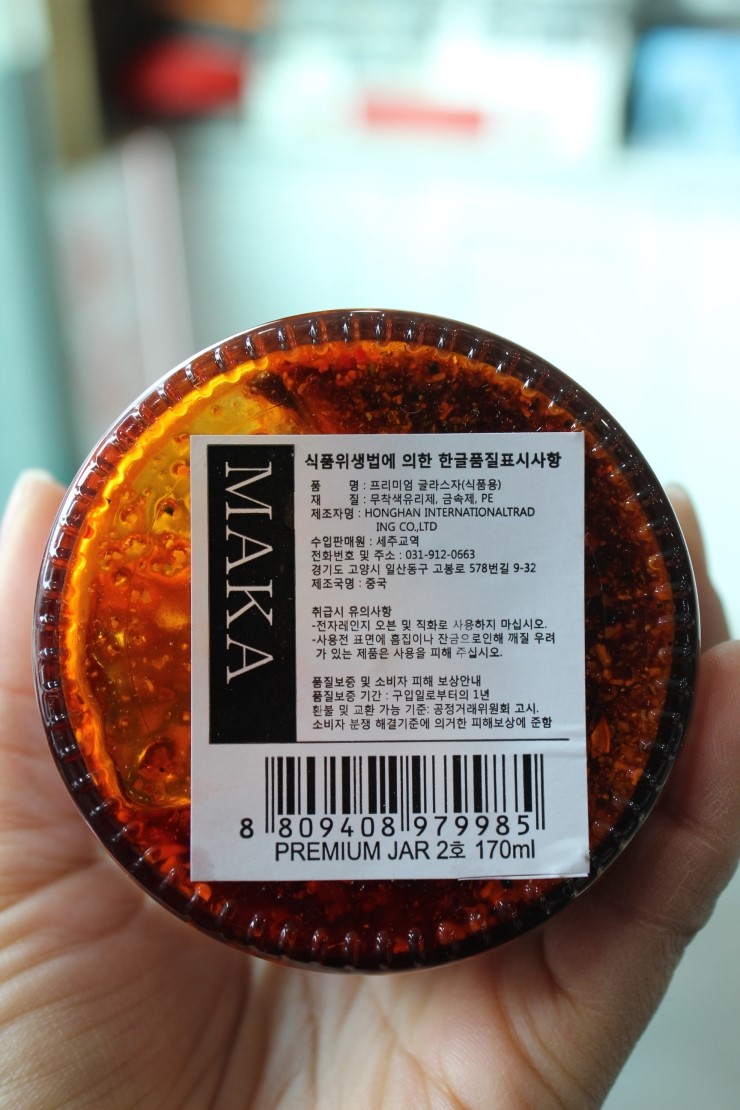 MAKA
식품위생법에 의한 한글품질표시사항
품 명 : 프리미엄 글라스자(식품용)
재 질 : 무착색유리제, 금속제, PE
제조자명 : HONGHAN INTERNATIONALTRAD
ING CO.,LTD
수입판매원 : 세주교역
전화번호 및 주소 : 031-912-0663
경기도 고양시 일산동구 고봉로 578번길 9-32
제조국명 : 중국
취급시 유의사항
-전자레인지 오븐 및 직화로 사용하지 마십시오.
-사용전 표면에 흠집이나 잔금으로인해 깨질 우려
가 있는 제품은 사용을 피해 주십시오.
품질보증 및 소비자 피해 보상안내
품질보증 기간 : 구입일로부터의 1년
환불 및 교환 가능 기준: 공정거래위원회 고시.
소비자 분쟁 해결기준에 의거한 피해보상에 준함
8 809408 979985
PREMIUM JAR 2호 170ml